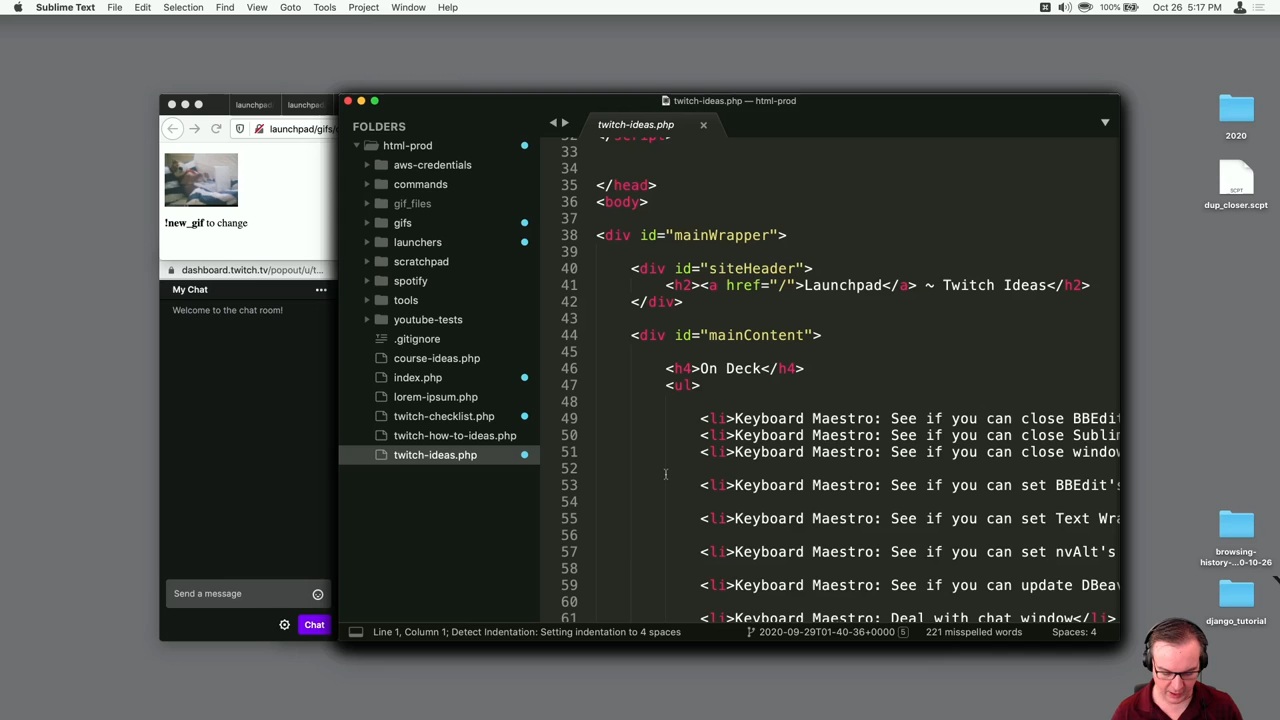 Sublime Text File Edit Selection Find View Goto Tools Project Window Help
100% Oct 26 5:17 PM
launchpad launchpad
launchpad/gifs/
!new_gif to change
dashboard.twitch.tv/popout/u/t...
My Chat
Welcome to the chat room!
Send a message
Chat
twitch-ideas.php — html-prod
FOLDERS
html-prod
aws-credentials
commands
gif_files
gifs
launchers
scratchpad
spotify
tools
youtube-tests
.gitignore
course-ideas.php
index.php
lorem-ipsum.php
twitch-checklist.php
twitch-how-to-ideas.php
twitch-ideas.php
twitch-ideas.php
32 </script>
33
34
35 </head>
36 <body>
37
38 <div id="mainWrapper">
39
40 <div id="siteHeader">
41 <h2><a href="/">Launchpad</a> ~ Twitch Ideas</h2>
42 </div>
43
44 <div id="mainContent">
45
46 <h4>On Deck</h4>
47 <ul>
48
49 <li>Keyboard Maestro: See if you can close BBEdit
50 <li>Keyboard Maestro: See if you can close Sublim
51 <li>Keyboard Maestro: See if you can close window
52
53 <li>Keyboard Maestro: See if you can set BBEdit's
54
55 <li>Keyboard Maestro: See if you can set Text Wra
56
57 <li>Keyboard Maestro: See if you can set nvAlt's
58
59 <li>Keyboard Maestro: See if you can update DBeav
60
61 <li>Keyboard Maestro: Deal with chat window</li>
Line 1, Column 1; Detect Indentation: Setting indentation to 4 spaces
2020-09-29T01-40-36+0000 5
221 misspelled words
Spaces: 4
2020
SCPT
dup_closer.scpt
browsing-
history-...0-10-26
django_tutorial